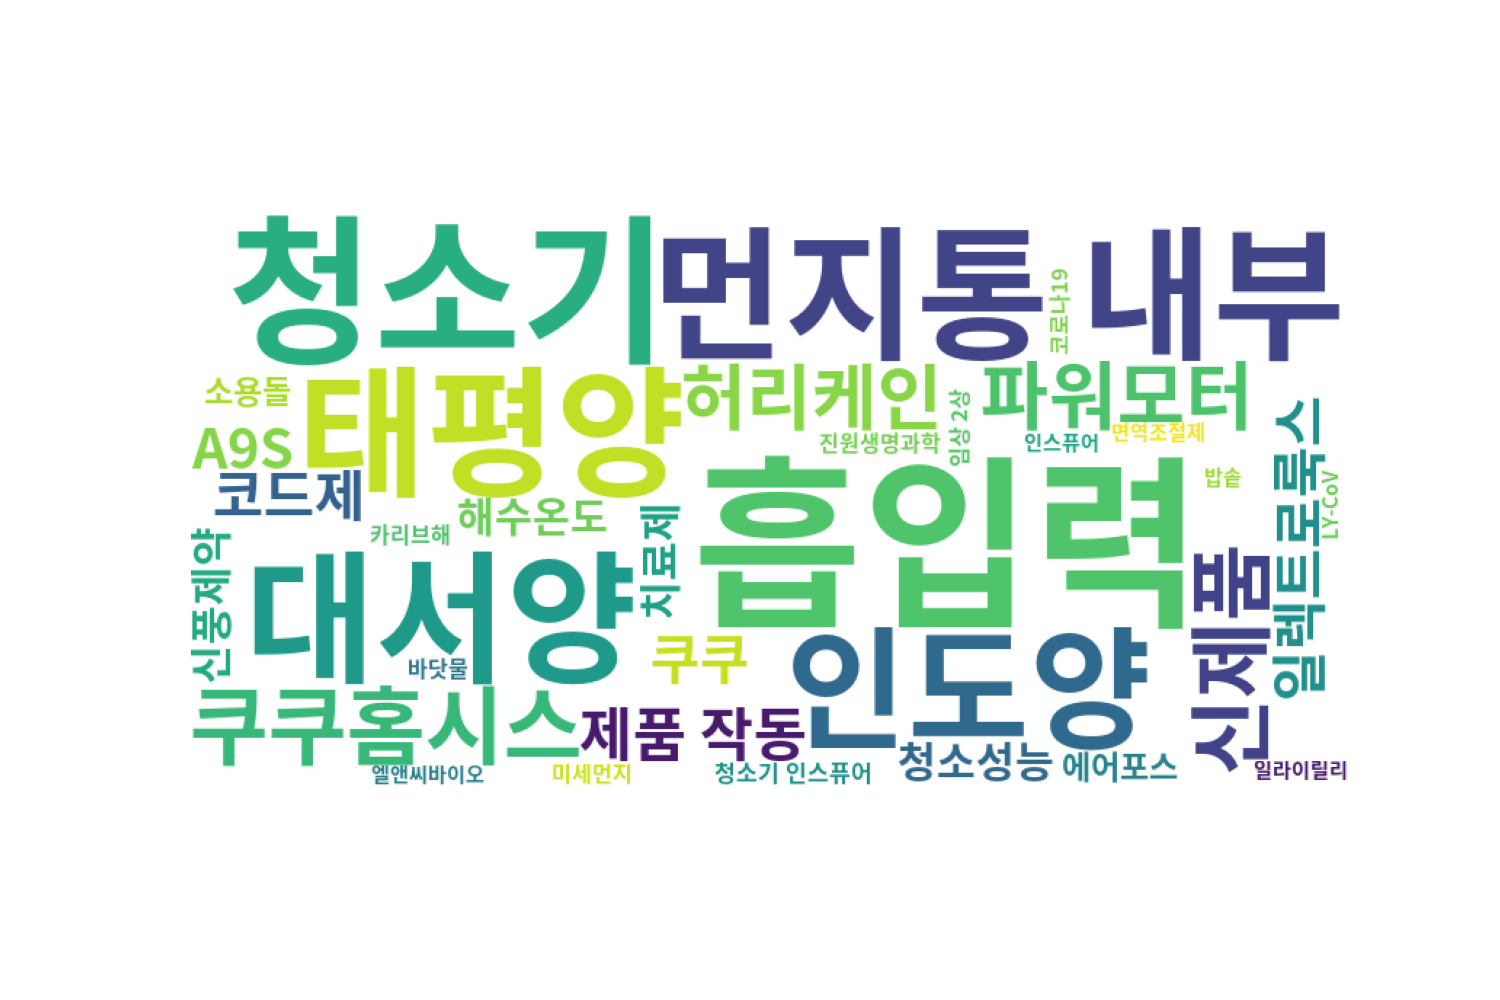 청소기
먼지통 내부
코로나19
소용돌
태평양
허리케인
파워모터
A9S
진원생명과학
임상 2상
인스퓨어
면역조절제
일렉트로룩스
코드제
흡입력
밥솥
LY-CoV
카리브해
해수온도
치료제
신풍제약
대서양
바닷물
쿠쿠
인도양
신제품
쿠쿠홈시스
제품 작동
청소성능
에어포스
엘앤씨바이오
미세먼지
청소기 인스퓨어
일라이릴리